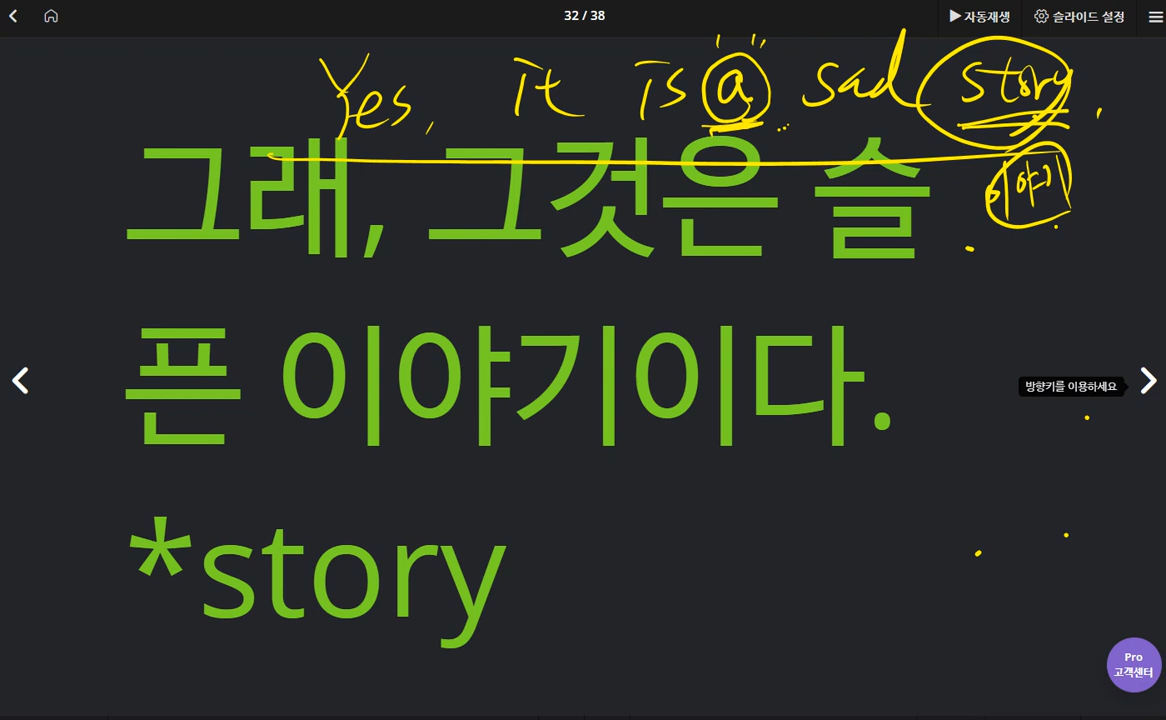 32 / 38
자동재생
슬라이드 설정
Yes, it is a sad story.
이야기
그래, 그것은 슬
픈 이야기이다.
*story
방향키를 이용하세요
Pro
고객센터